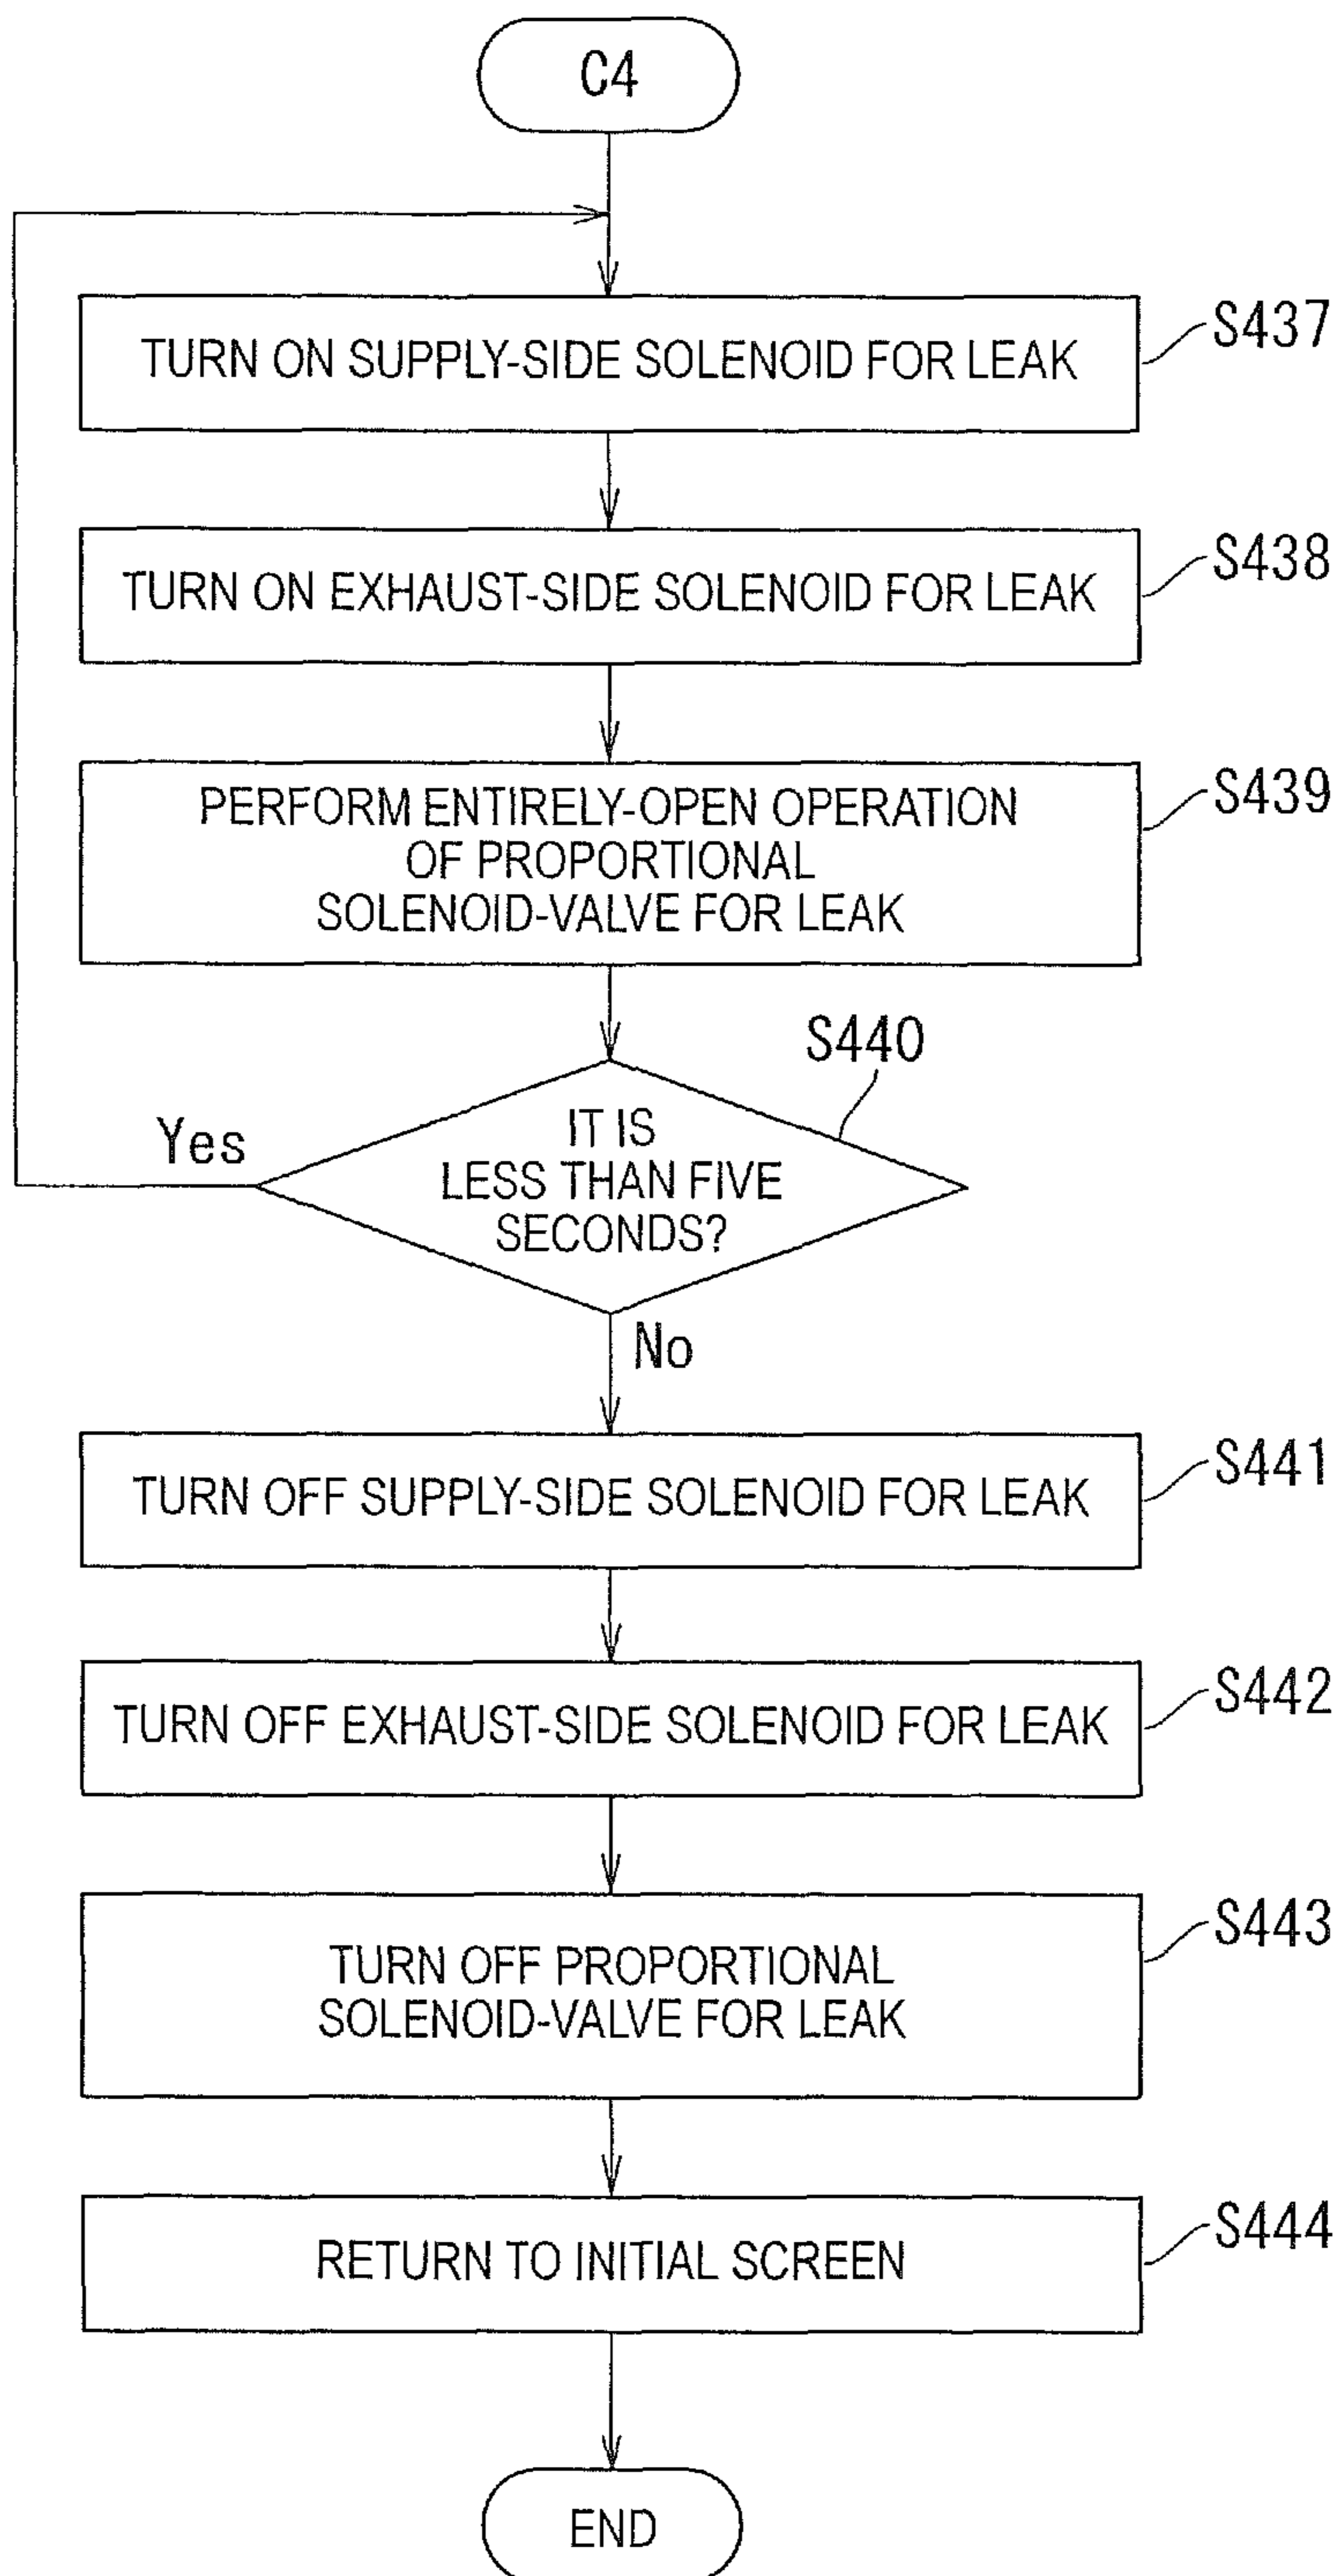 C4
TURN ON SUPPLY-SIDE SOLENOID FOR LEAK
S437
TURN ON EXHAUST-SIDE SOLENOID FOR LEAK
S438
PERFORM ENTIRELY-OPEN OPERATION
OF PROPORTIONAL
SOLENOID-VALVE FOR LEAK
S439
S440
IT IS
LESS THAN FIVE
SECONDS?
Yes
No
TURN OFF SUPPLY-SIDE SOLENOID FOR LEAK
S441
TURN OFF EXHAUST-SIDE SOLENOID FOR LEAK
S442
TURN OFF PROPORTIONAL
SOLENOID-VALVE FOR LEAK
S443
RETURN TO INITIAL SCREEN
S444
END